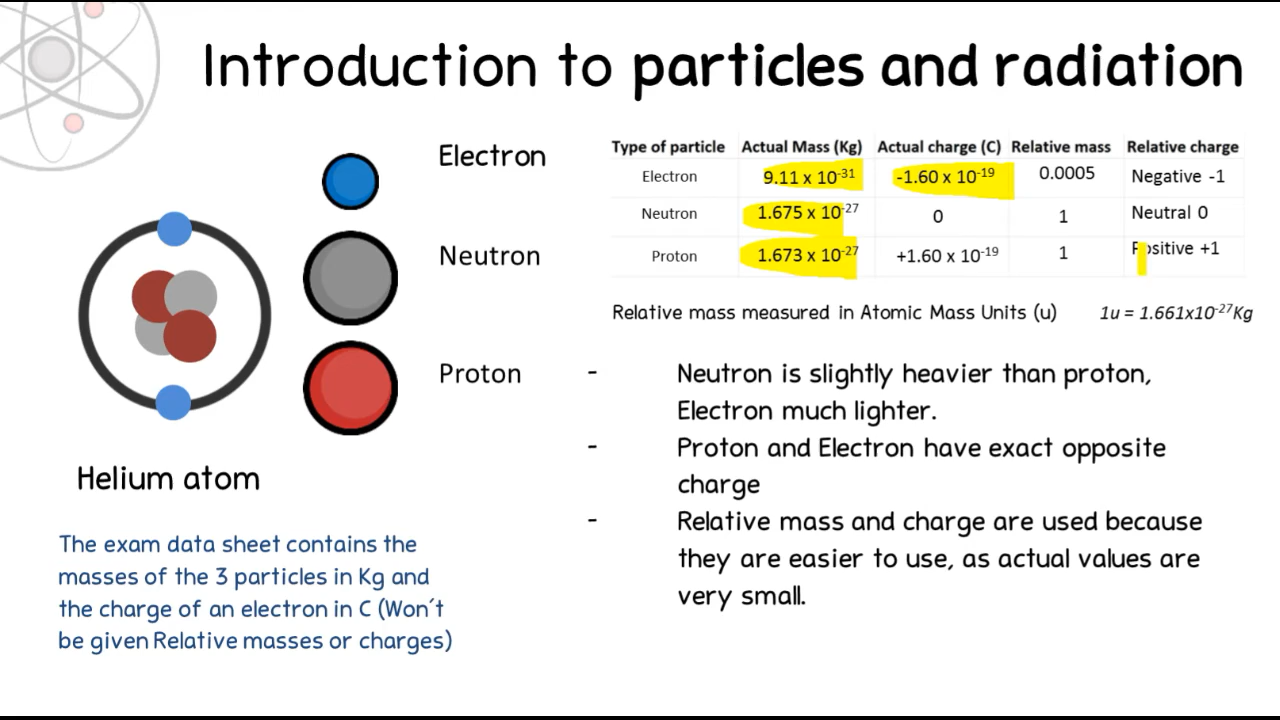 Introduction to particles and radiation
Electron
Neutron
Proton
Helium atom
The exam data sheet contains the
masses of the 3 particles in Kg and
the charge of an electron in C (Won´t
be given Relative masses or charges)
Type of particle Actual Mass (Kg) Actual charge (C) Relative mass Relative charge
Electron 9.11 x 10⁻³¹ -1.60 x 10⁻¹⁹ 0.0005 Negative -1
Neutron 1.675 x 10⁻²⁷ 0 1 Neutral 0
Proton 1.673 x 10⁻²⁷ +1.60 x 10⁻¹⁹ 1 Positive +1
Relative mass measured in Atomic Mass Units (u) 1u = 1.661x10⁻²⁷Kg
- Neutron is slightly heavier than proton,
Electron much lighter.
- Proton and Electron have exact opposite
charge
- Relative mass and charge are used because
they are easier to use, as actual values are
very small.